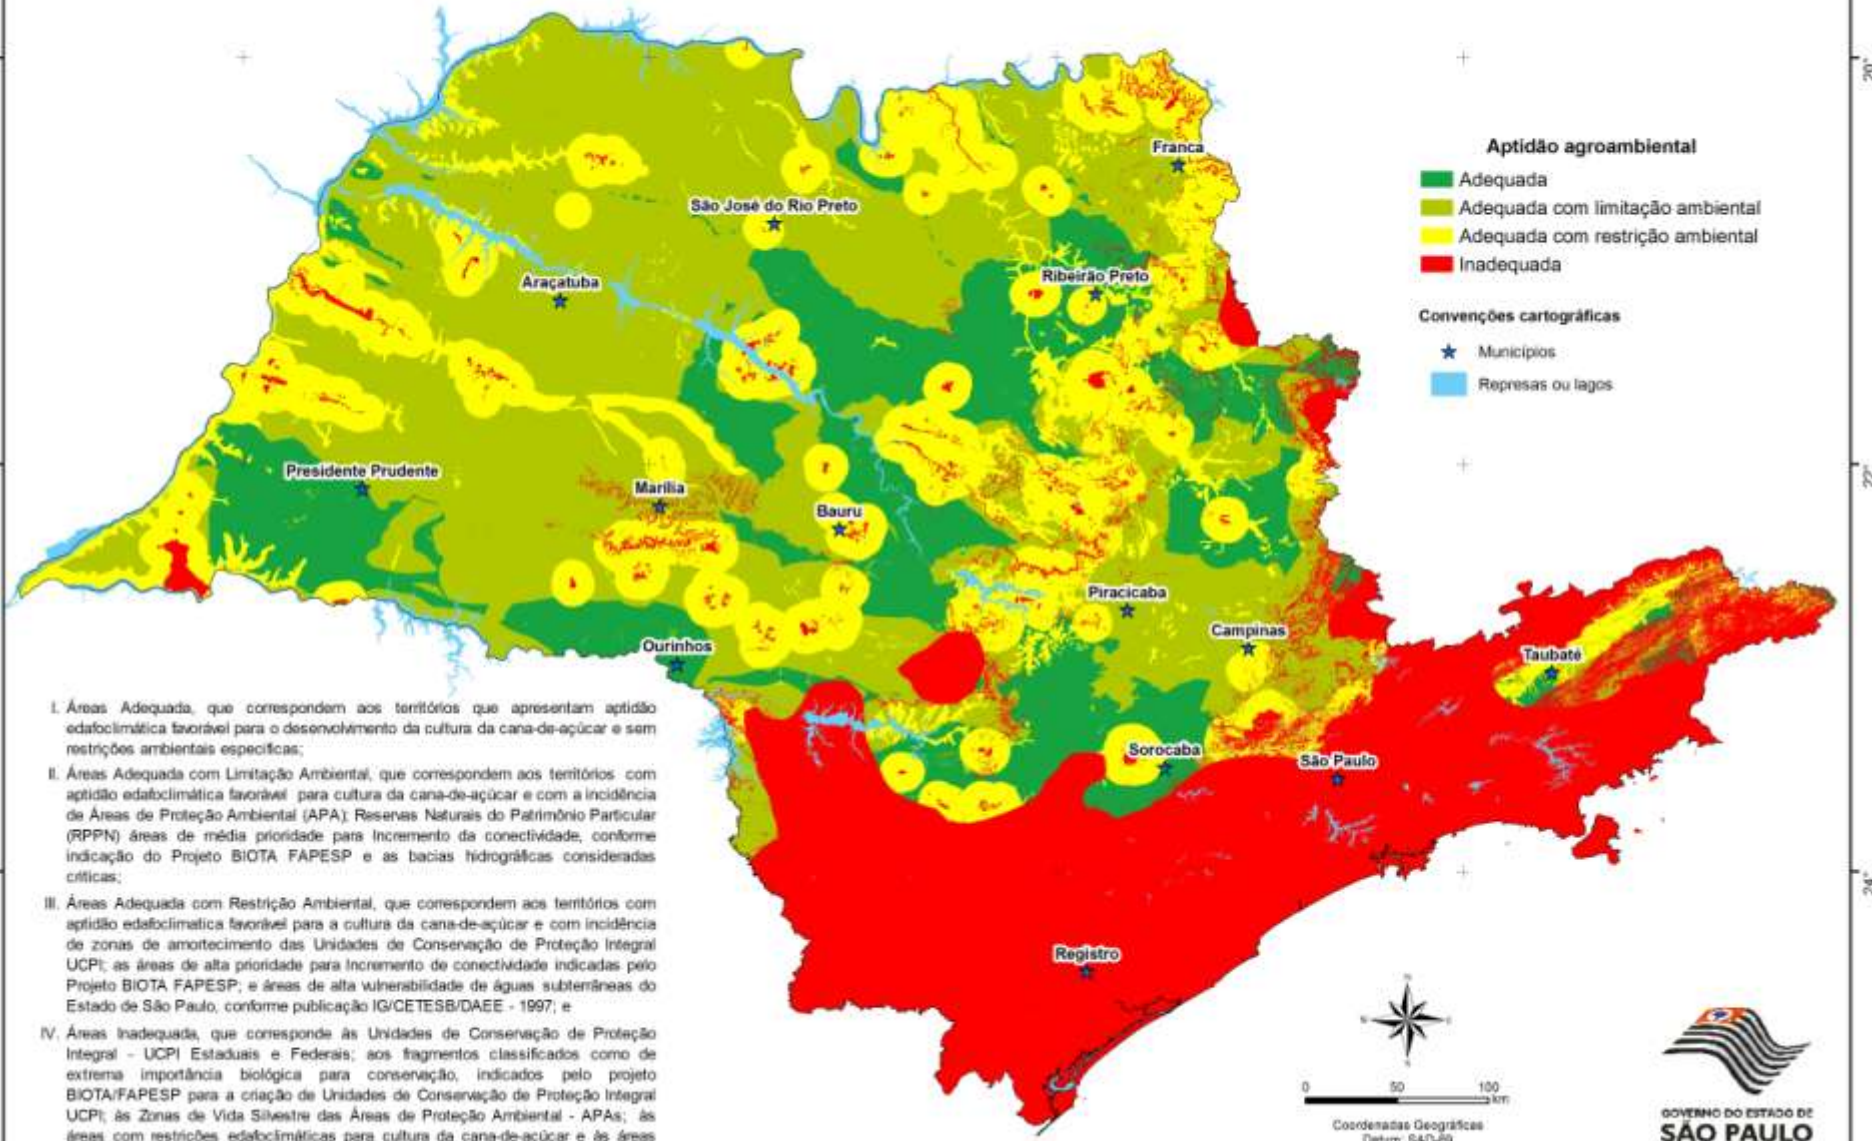 20°
Franca
São José do Rio Preto
Araçatuba
Ribeirão Preto
Presidente Prudente
Marília
Bauru
Piracicaba
Campinas
Ourinhos
Taubaté
Sorocaba
São Paulo
Registro
Aptidão agroambiental
Adequada
Adequada com limitação ambiental
Adequada com restrição ambiental
Inadequada
Convenções cartográficas
Municípios
Represas ou lagos
22°
24°
I. Áreas Adequada, que correspondem aos territórios que apresentam aptidão
edafoclimática favorável para o desenvolvimento da cultura da cana-de-açúcar e sem
restrições ambientais especificas;
II. Áreas Adequada com Limitação Ambiental, que correspondem aos territórios com
aptidão edafoclimática favorável para cultura da cana-de-açúcar e com a incidência
de Áreas de Proteção Ambiental (APA); Reservas Naturais do Patrimônio Particular
(RPPN) áreas de média prioridade para Incremento da conectividade, conforme
indicação do Projeto BIOTA FAPESP e as bacias hidrográficas consideradas
críticas;
III. Áreas Adequada com Restrição Ambiental, que correspondem aos territórios com
aptidão edafoclimatica favorável para a cultura da cana-de-açúcar e com incidência
de zonas de amortecimento das Unidades de Conservação de Proteção Integral
UCPI; as áreas de alta prioridade para Incremento de conectividade indicadas pelo
Projeto BIOTA FAPESP; e áreas de alta vulnerabilidade de águas subterrâneas do
Estado de São Paulo, conforme publicação IG/CETESB/DAEE - 1997; e
IV. Áreas Inadequada, que corresponde às Unidades de Conservação de Proteção
Integral - UCPI Estaduais e Federais; aos fragmentos classificados como de
extrema importância biológica para conservação, indicados pelo projeto
BIOTA/FAPESP para a criação de Unidades de Conservação de Proteção Integral
UCPI; às Zonas de Vida Silvestre das Áreas de Proteção Ambiental - APAs; às
áreas com restrições edafoclimáticas para cultura da cana-de-açúcar e às áreas
0 50 100
km
Coordenadas Geográficas
Datum: SAD-69
GOVERNO DO ESTADO DE
SÃO PAULO